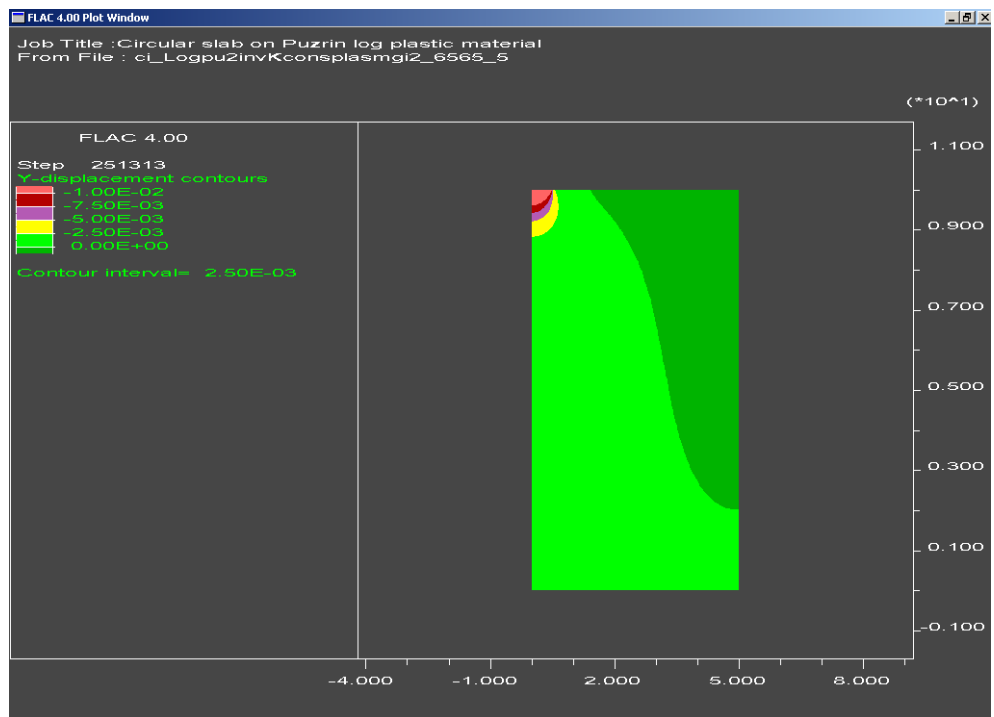 FLAC 4.00 Plot Window
Job Title :Circular slab on Puzrin log plastic material
From File : ci_Logpu2invKconsplasmgi2_6565_5
(*10^1)
FLAC 4.00
Step 251313
Y-displacement contours
-1.00E-02
-7.50E-03
-5.00E-03
-2.50E-03
0.00E+00
Contour interval= 2.50E-03
1.100
0.900
0.700
0.500
0.300
0.100
-0.100
-4.000 -1.000 2.000 5.000 8.000